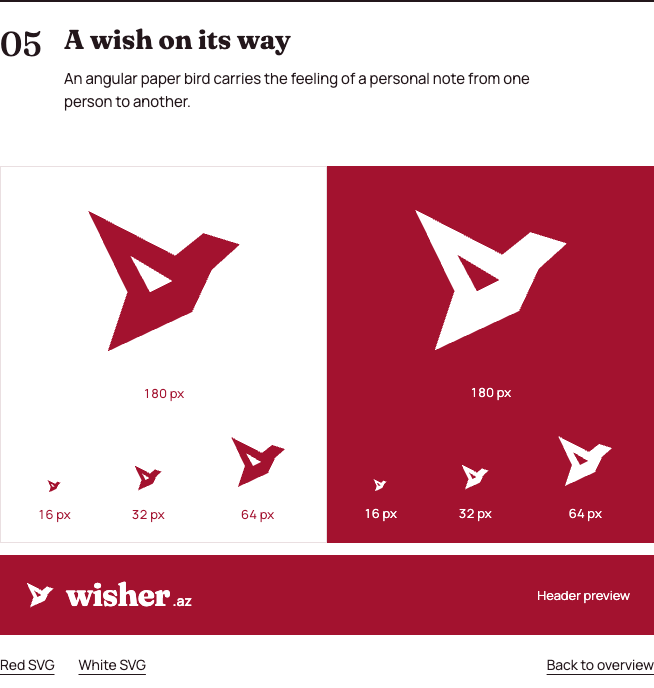 05
A wish on its way
An angular paper bird carries the feeling of a personal note from one
person to another.
180 px
180 px
16 px
32 px
64 px
16 px
32 px
64 px
wisher.az
Header preview
Red SVG
White SVG
Back to overview